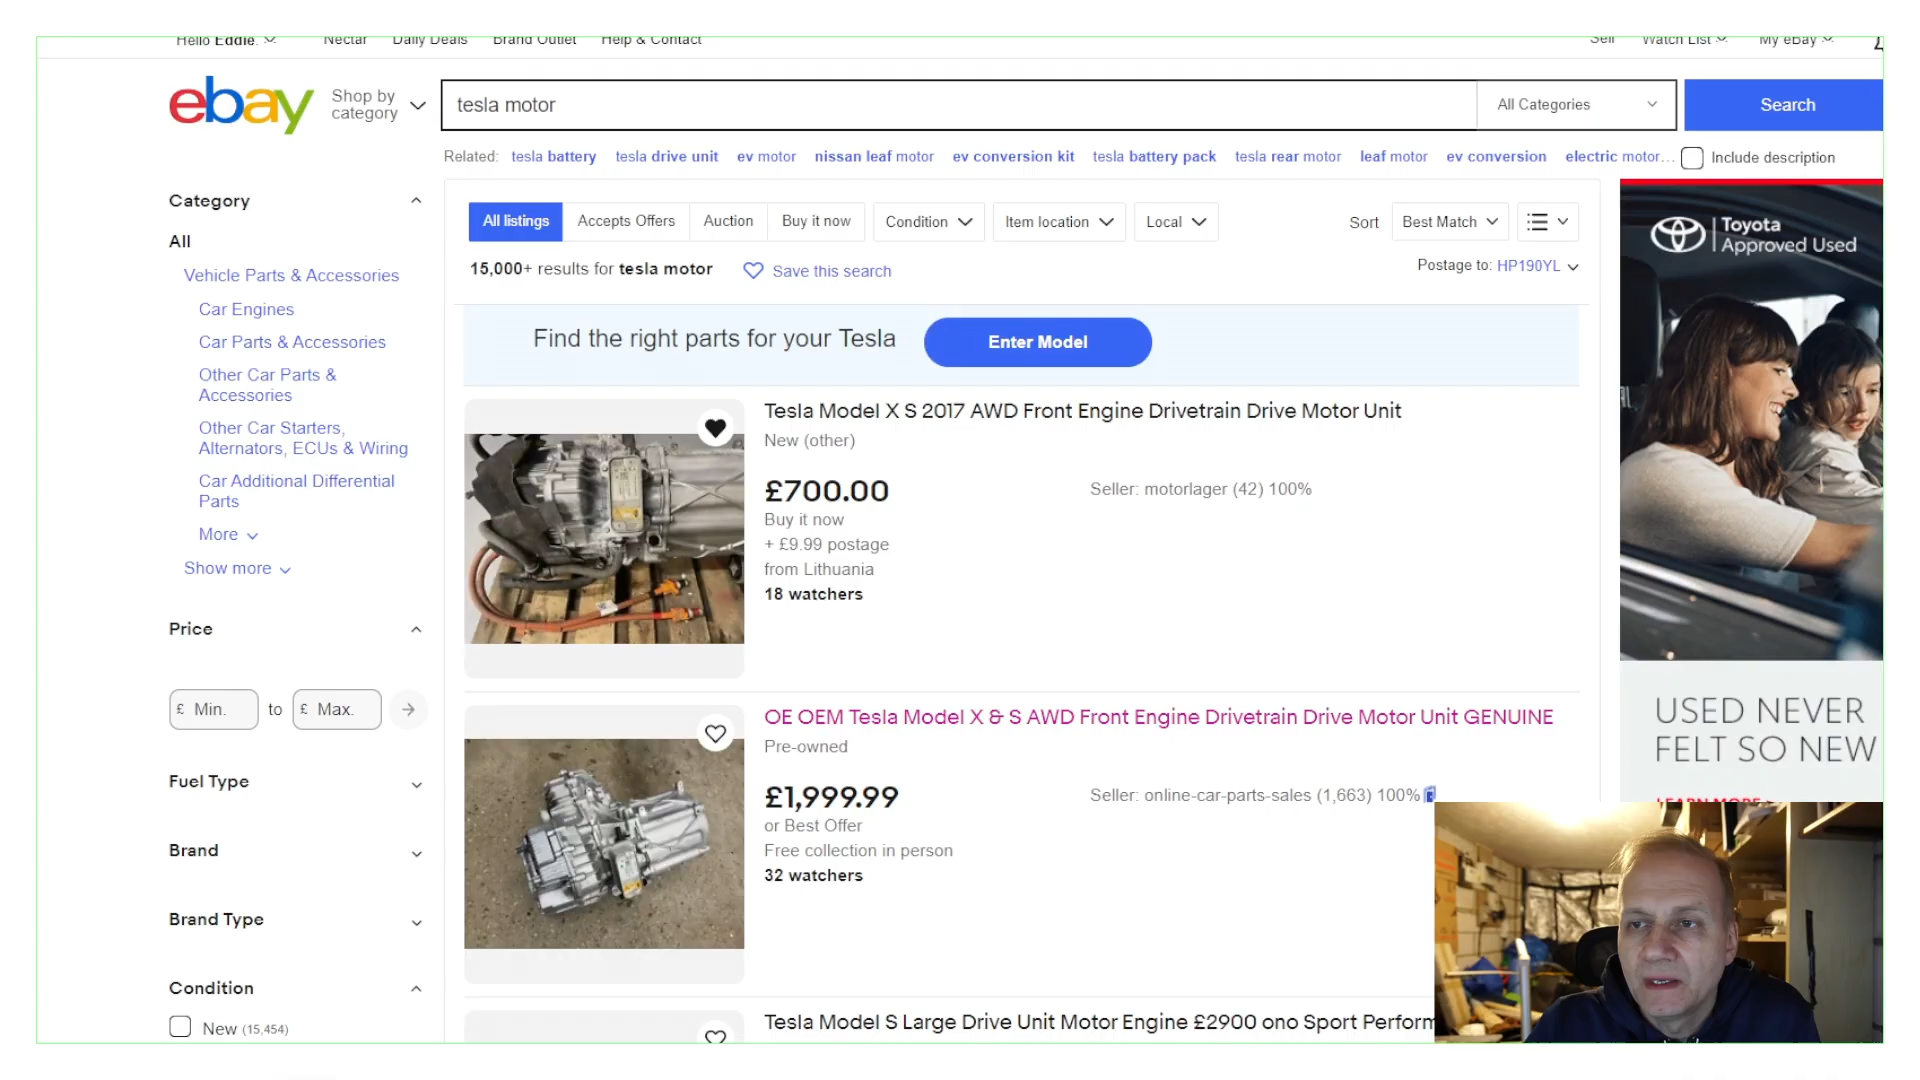 Hello Eddie.
Nectar
Daily Deals
Brand Outlet
Help & Contact
Sell
Watch List
My eBay
ebay
Shop by
category
tesla motor
All Categories
Search
Related: tesla battery tesla drive unit ev motor nissan leaf motor ev conversion kit tesla battery pack tesla rear motor leaf motor ev conversion electric motor...
Include description
Category
All
Vehicle Parts & Accessories
Car Engines
Car Parts & Accessories
Other Car Parts &
Accessories
Other Car Starters,
Alternators, ECUs & Wiring
Car Additional Differential
Parts
More
Show more
Price
£ Min. to £ Max.
Fuel Type
Brand
Brand Type
Condition
New (15,454)
All listings
Accepts Offers
Auction
Buy it now
Condition
Item location
Local
Sort
Best Match
15,000+ results for tesla motor
Save this search
Postage to: HP190YL
Find the right parts for your Tesla
Enter Model
Tesla Model X S 2017 AWD Front Engine Drivetrain Drive Motor Unit
New (other)
£700.00
Seller: motorlager (42) 100%
Buy it now
+ £9.99 postage
from Lithuania
18 watchers
OE OEM Tesla Model X & S AWD Front Engine Drivetrain Drive Motor Unit GENUINE
Pre-owned
£1,999.99
Seller: online-car-parts-sales (1,663) 100%
or Best Offer
Free collection in person
32 watchers
Tesla Model S Large Drive Unit Motor Engine £2900 ono Sport Perform
Toyota
Approved Used
USED NEVER
FELT SO NEW
LEARN MORE